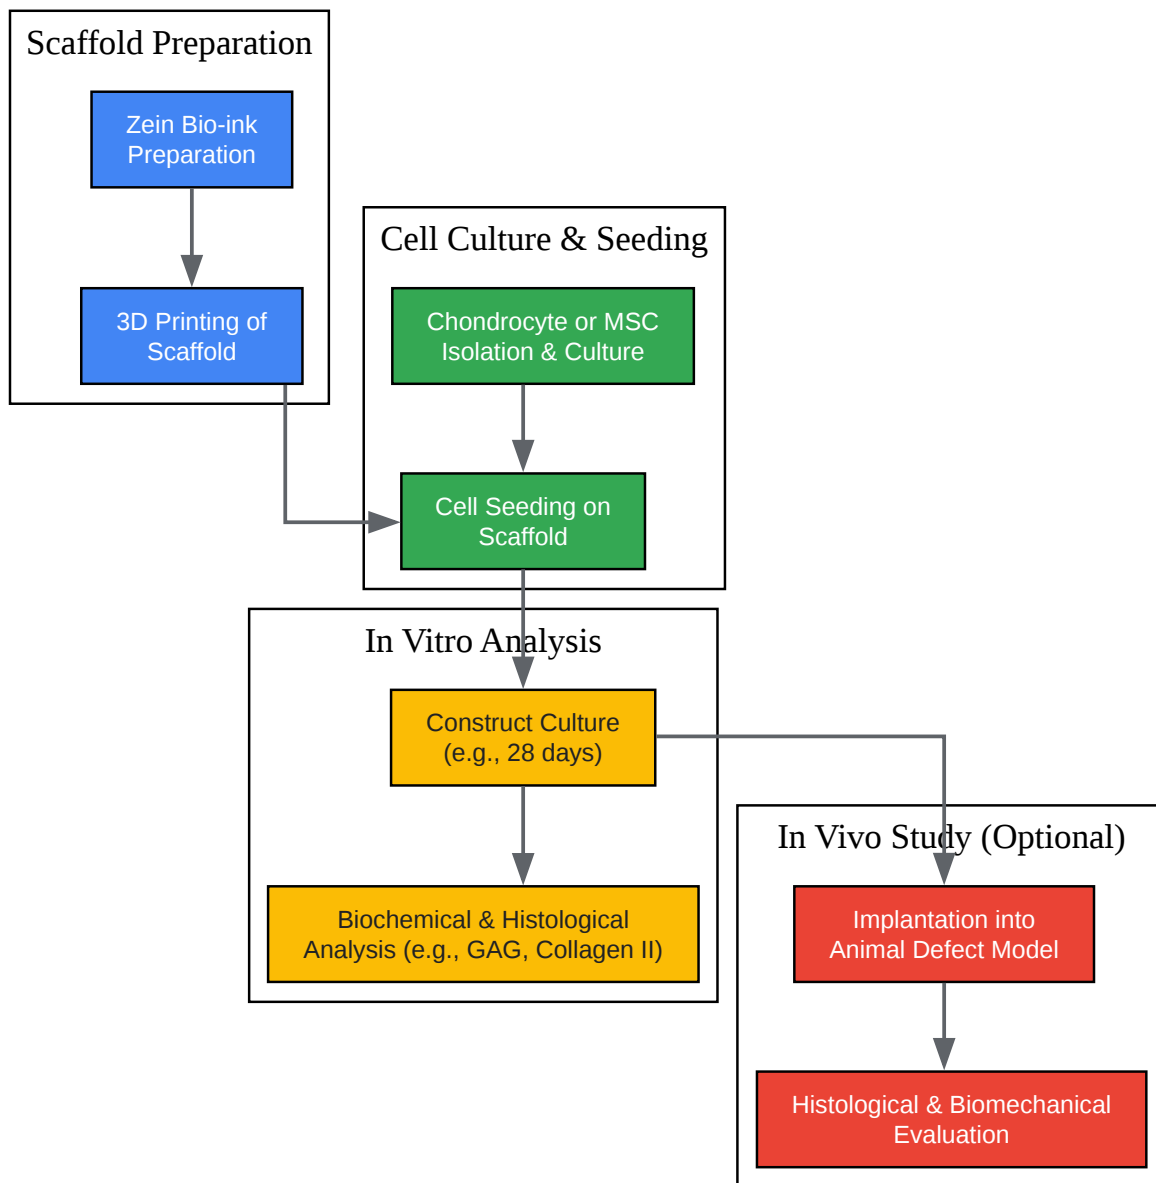 Scaffold Preparation
Zein Bio-ink
Preparation
3D Printing of
Scaffold
Cell Culture & Seeding
Chondrocyte or MSC
Isolation & Culture
Cell Seeding on
Scaffold
In Vitro Analysis
Construct Culture
(e.g., 28 days)
Biochemical & Histological
Analysis (e.g., GAG, Collagen II)
In Vivo Study (Optional)
Implantation into
Animal Defect Model
Histological & Biomechanical
Evaluation